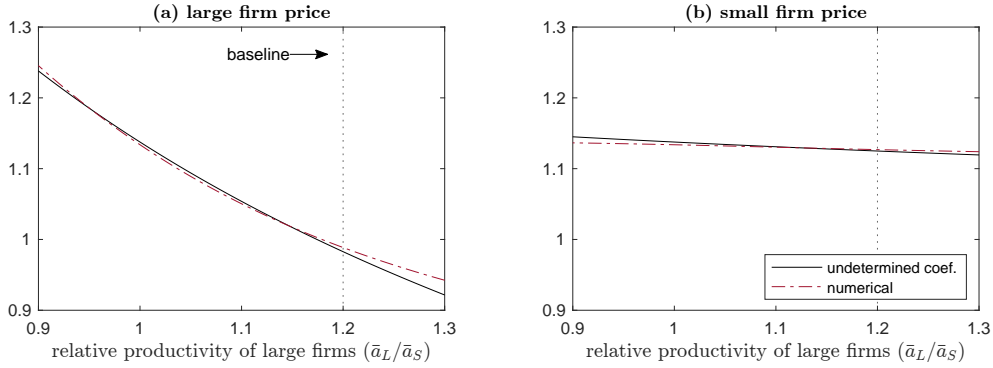 (a) large firm price
1.3
1.2
1.1
1
0.9
baseline
0.9
1
1.1
1.2
1.3
relative productivity of large firms (ā_L/ā_S)
(b) small firm price
1.3
1.2
1.1
1
0.9
undetermined coef.
numerical
0.9
1
1.1
1.2
1.3
relative productivity of large firms (ā_L/ā_S)